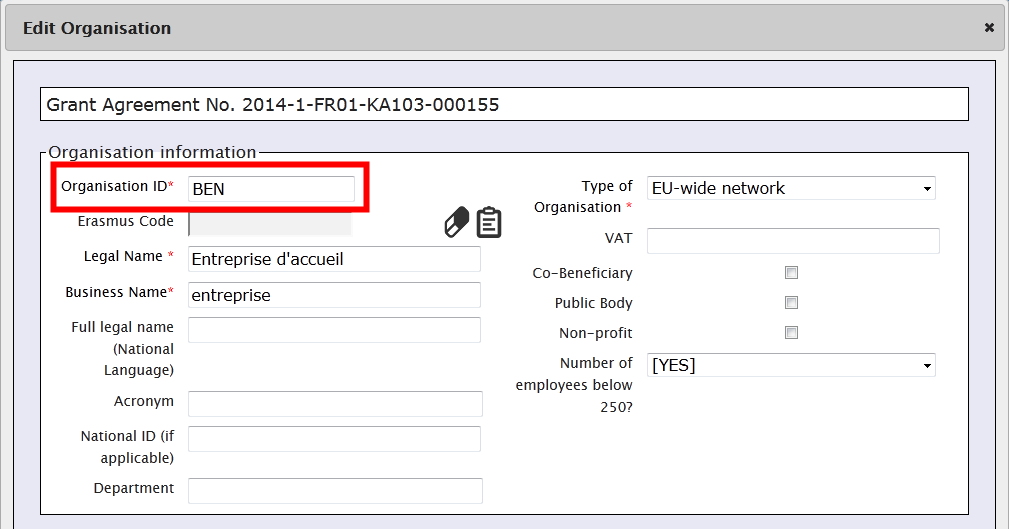 Edit Organisation
Grant Agreement No. 2014-1-FR01-KA103-000155
Organisation information
Organisation ID* BEN
Erasmus Code
Legal Name * Entreprise d'accueil
Business Name* entreprise
Full legal name
(National
Language)
Acronym
National ID (if
applicable)
Department
Type of EU-wide network
Organisation *
VAT
Co-Beneficiary
Public Body
Non-profit
Number of [YES]
employees below
250?